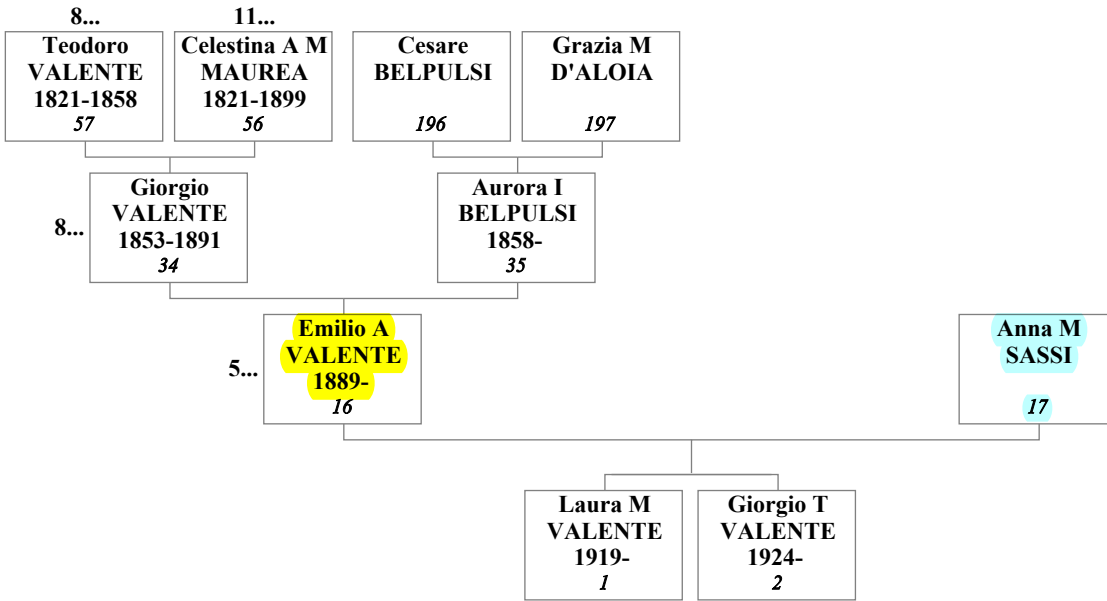 8...
11...
Teodoro
VALENTE
1821-1858
57
Celestina A M
MAUREA
1821-1899
56
Cesare
BELPULSI
196
Grazia M
D'ALOIA
197
8...
Giorgio
VALENTE
1853-1891
34
Aurora I
BELPULSI
1858-
35
5...
Emilio A
VALENTE
1889-
16
Anna M
SASSI
17
Laura M
VALENTE
1919-
1
Giorgio T
VALENTE
1924-
2